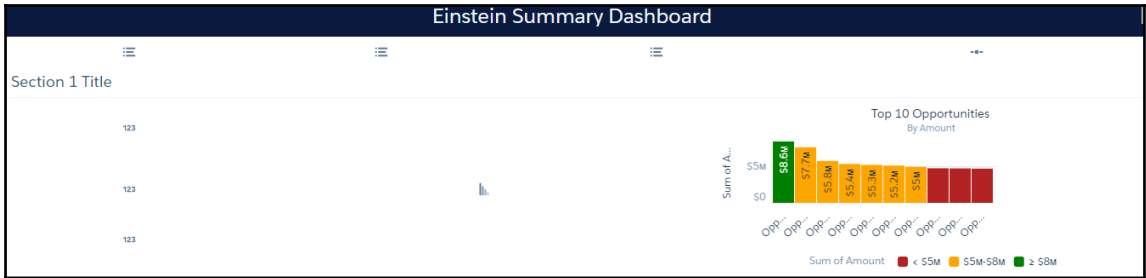 Einstein Summary Dashboard
Section 1 Title
123
123
123
Top 10 Opportunities
By Amount
Sum of A...
$5M
$0
$8.6M
$7.7M
$5.8M
$5.4M
$5.3M
$5.2M
$5M
Opp... Opp... Opp... Opp... Opp... Opp... Opp... Opp... Opp... Opp...
Sum of Amount < $5M $5M-$8M ≥ $8M